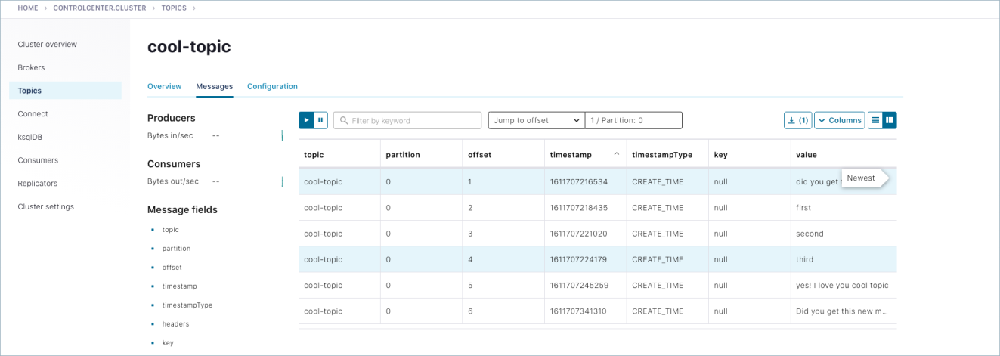 HOME > CONTROLCENTER.CLUSTER > TOPICS >
Cluster overview
Brokers
Topics
Connect
ksqlDB
Consumers
Replicators
Cluster settings
cool-topic
Overview Messages Configuration
Producers
Bytes in/sec --
Consumers
Bytes out/sec --
Message fields
topic
partition
offset
timestamp
timestampType
headers
key
Filter by keyword Jump to offset 1 / Partition: 0 (1) Columns
topic partition offset timestamp timestampType key value
cool-topic 0 1 1611707216534 CREATE_TIME null did you get
Newest
cool-topic 0 2 1611707218435 CREATE_TIME null first
cool-topic 0 3 1611707221020 CREATE_TIME null second
cool-topic 0 4 1611707224179 CREATE_TIME null third
cool-topic 0 5 1611707245259 CREATE_TIME null yes! I love you cool topic
cool-topic 0 6 1611707341310 CREATE_TIME null Did you get this new m...